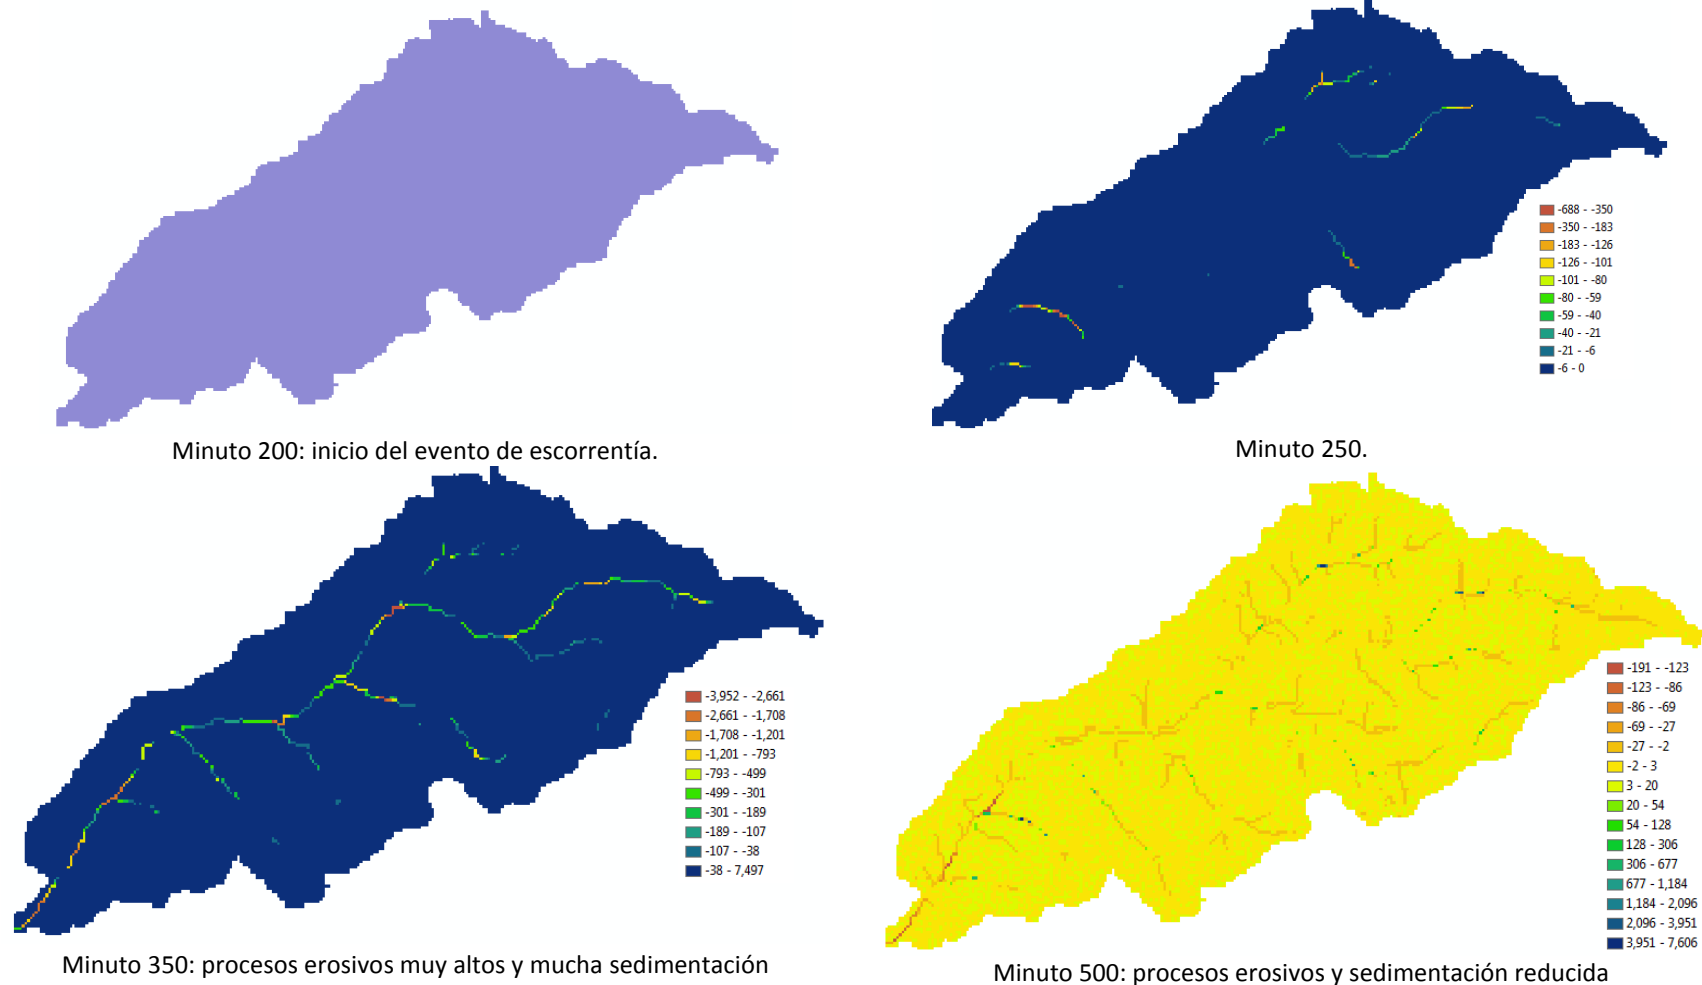 -688 - -350
-350 - -183
-183 - -126
-126 - -101
-101 - -80
-80 - -59
-59 - -40
-40 - -21
-21 - -6
-6 - 0
Minuto 200: inicio del evento de escorrentía.
Minuto 250.
-3,952 - -2,661
-2,661 - -1,708
-1,708 - -1,201
-1,201 - -793
-793 - -499
-499 - -301
-301 - -189
-189 - -107
-107 - -38
-38 - 7,497
-191 - -123
-123 - -86
-86 - -69
-69 - -27
-27 - -2
-2 - 3
3 - 20
20 - 54
54 - 128
128 - 306
306 - 677
677 - 1,184
1,184 - 2,096
2,096 - 3,951
3,951 - 7,606
Minuto 350: procesos erosivos muy altos y mucha sedimentación
Minuto 500: procesos erosivos y sedimentación reducida